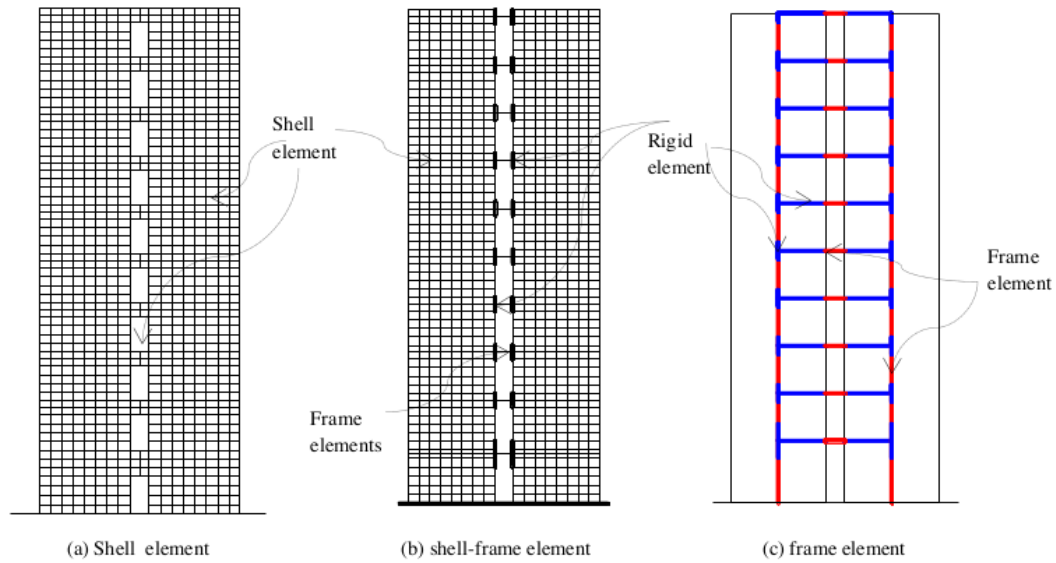 Shell
element
Rigid
element
Frame
element
Frame
elements
(a) Shell element
(b) shell-frame element
(c) frame element